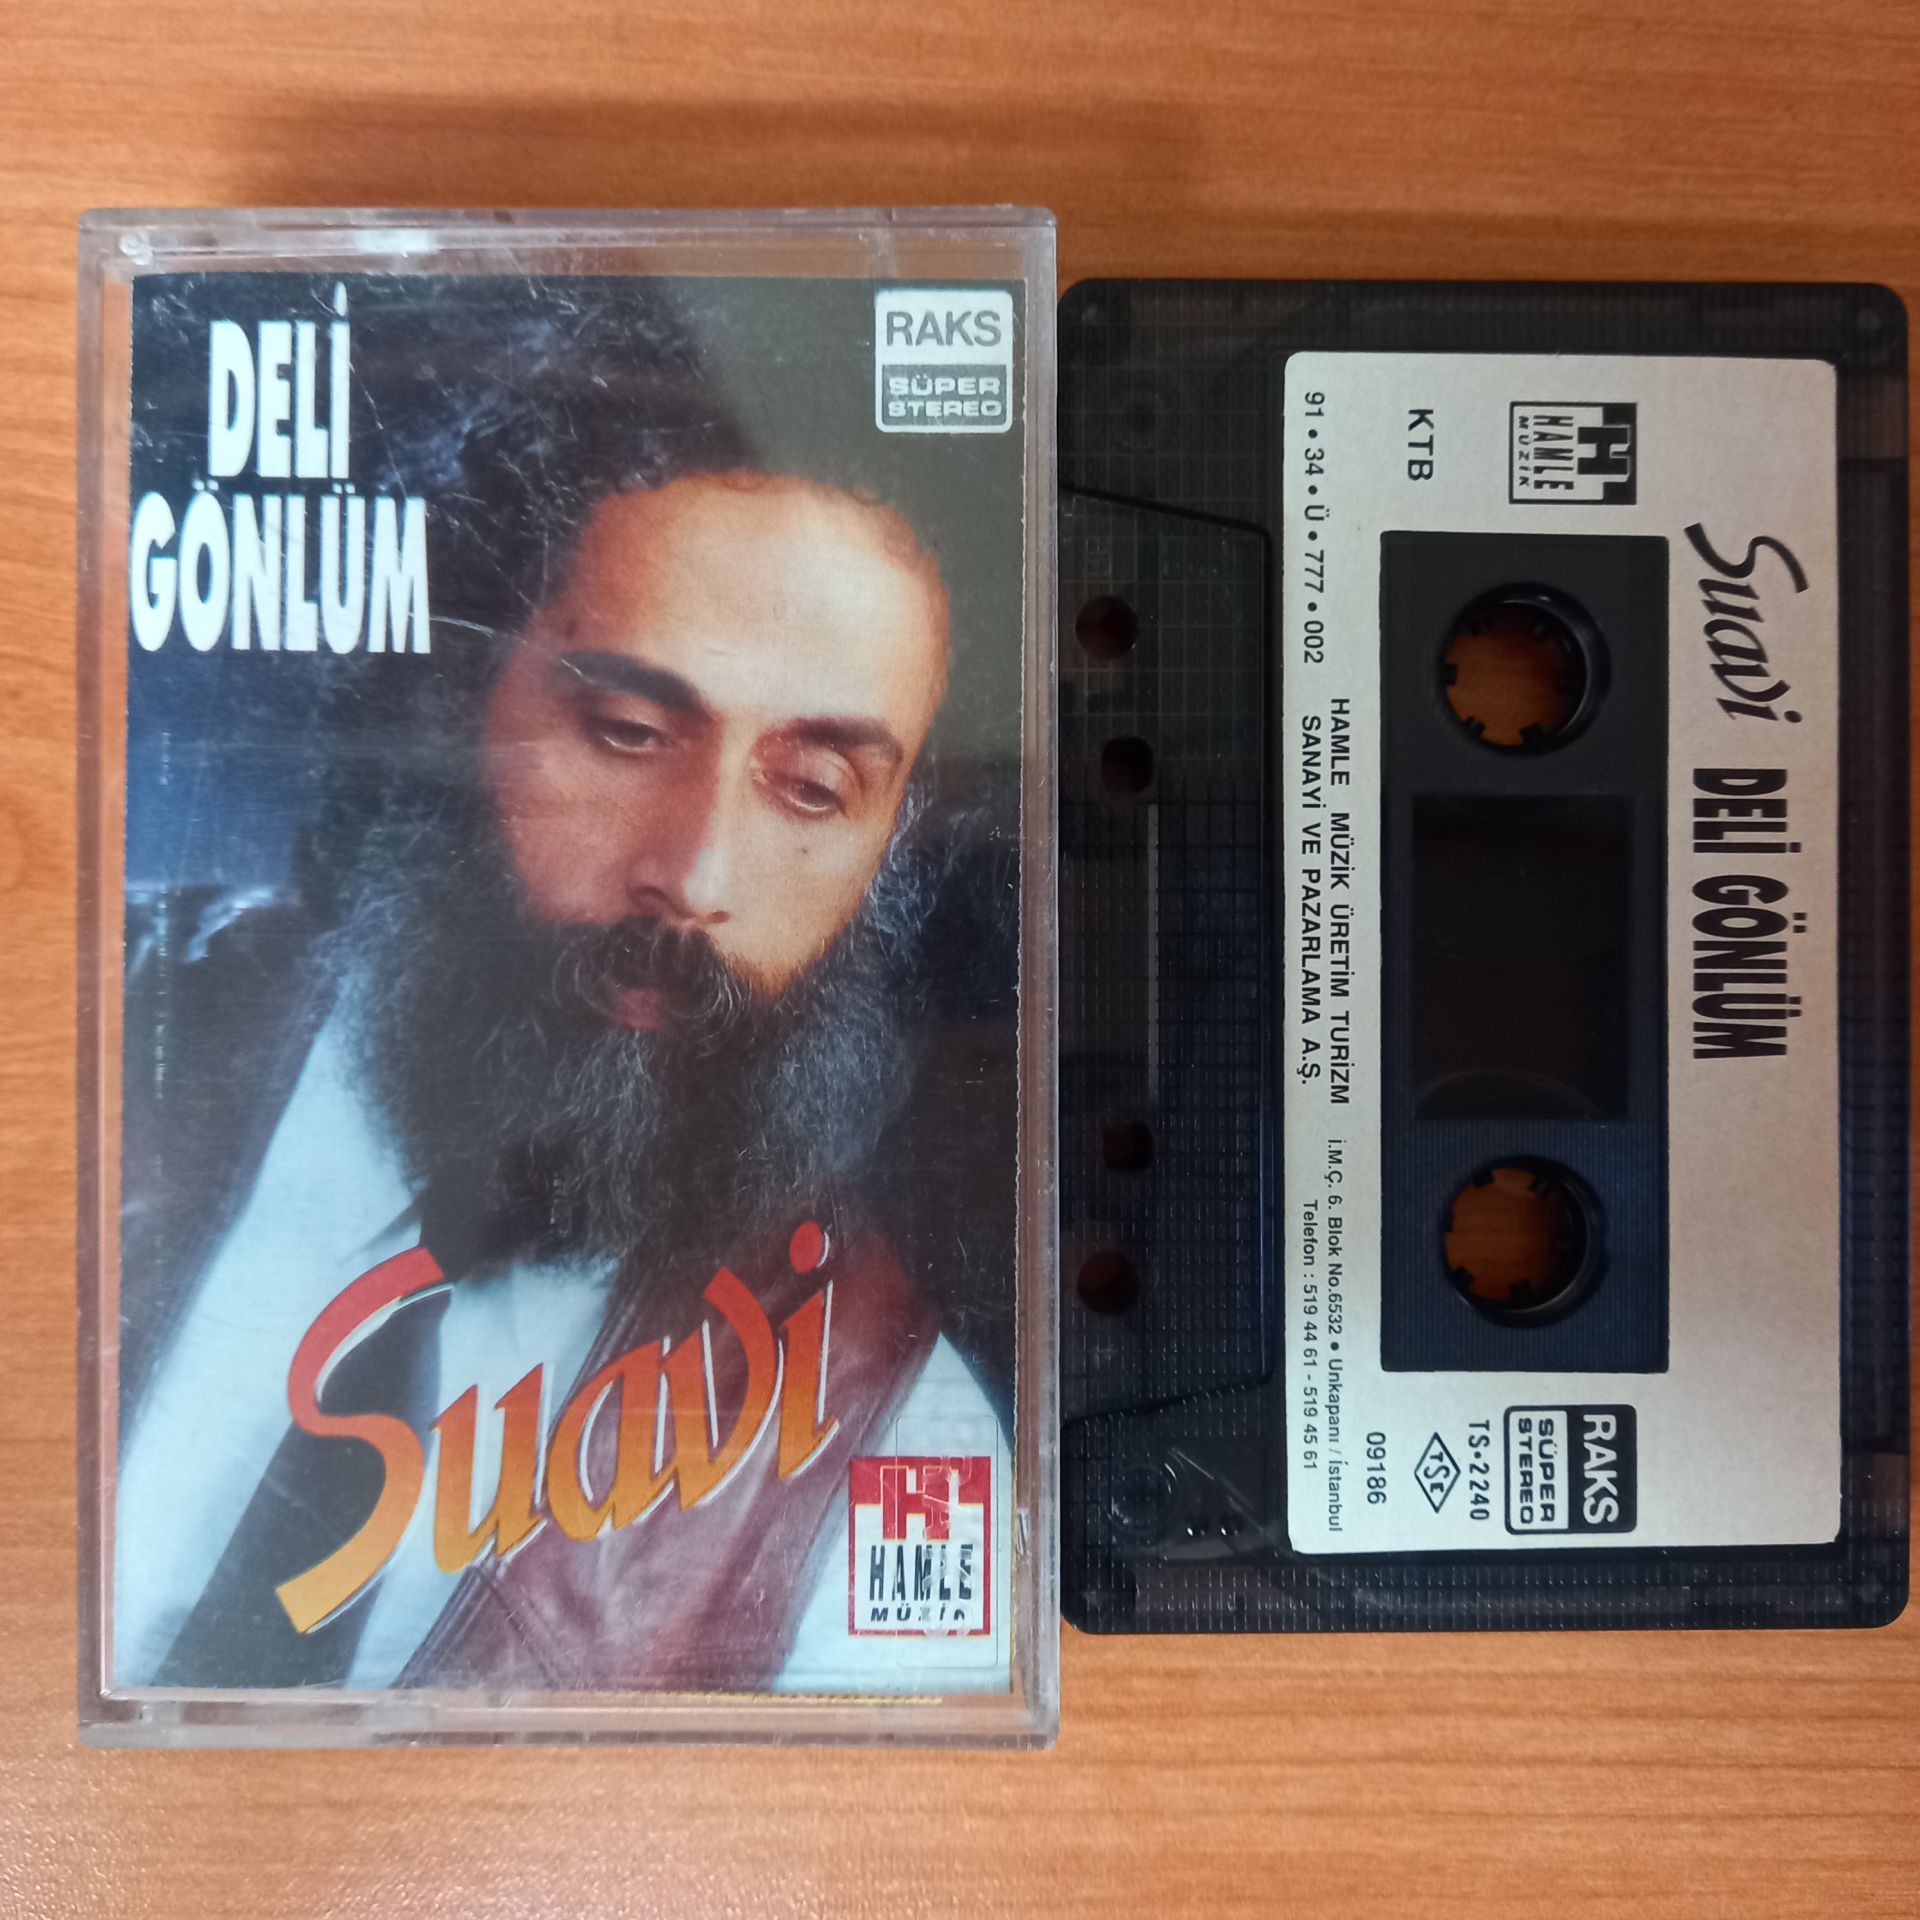 DELİ
GÖNLÜM
RAKS
SÜPER
STEREO
Suavi
HAMLE
MÜZİK
HAMLE
MÜZİK
Suavi DELİ GÖNLÜM
KTB
RAKS
SÜPER
STEREO
TS•2240
TSE
09186
91•34•Ü•777•002
HAMLE MÜZİK ÜRETİM TURİZM
SANAYİ VE PAZARLAMA A.Ş.
İ.M.Ç. 6. Blok No.6532 • Unkapanı / İstanbul
Telefon : 519 44 61 - 519 45 61